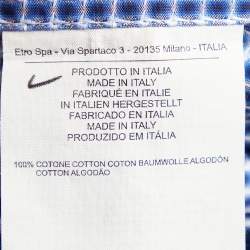 Etro Spa - Via Spartaco 3 - 20135 Milano - ITALIA
PRODOTTO IN ITALIA
MADE IN ITALY
FABRIQUÉ EN ITALIE
IN ITALIEN HERGESTELLT
FABRICADO EN ITALIA
MADE IN ITALY
PRODUZIDO EM ITÁLIA
100% COTONE COTTON COTON BAUMWOLLE ALGODÓN
COTTON ALGODÃO